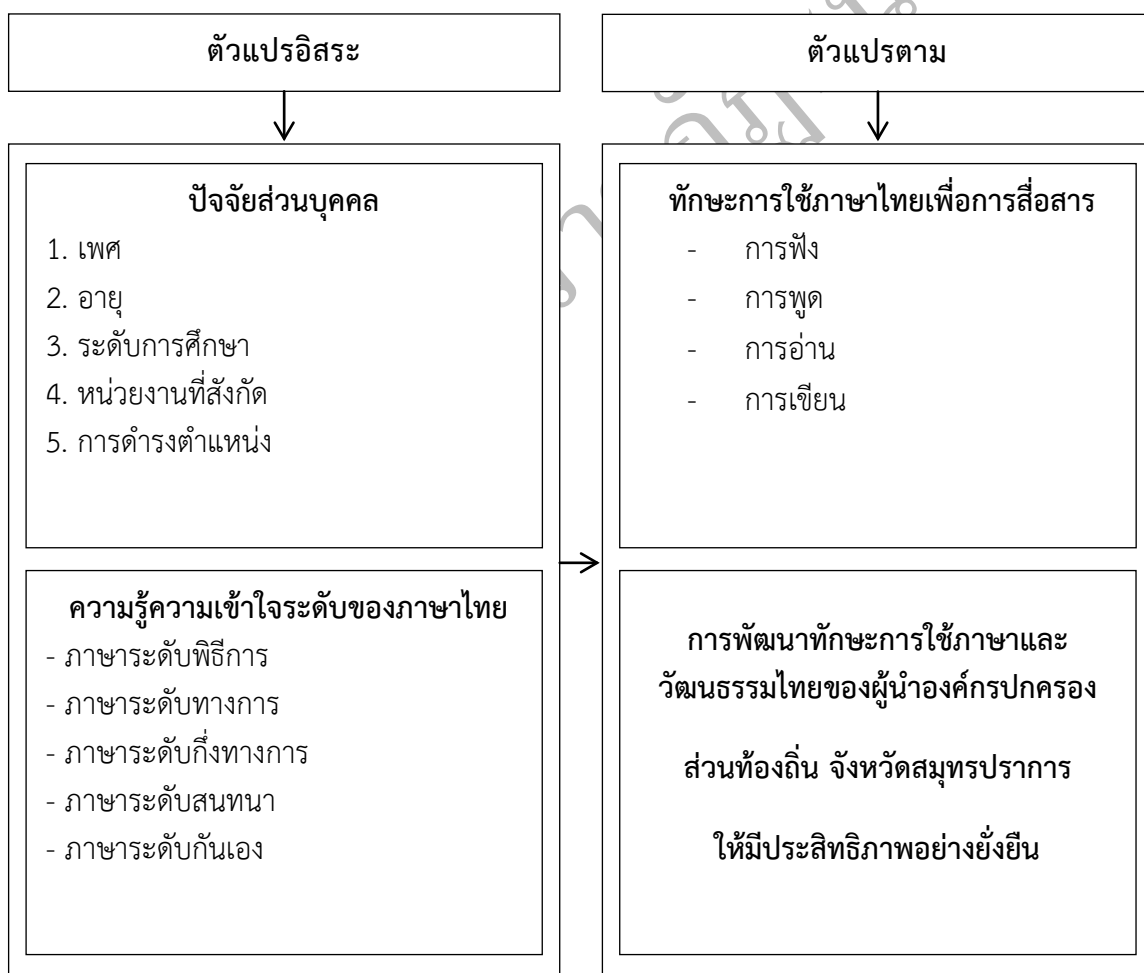 ตัวแปรอิสระ
ปัจจัยส่วนบุคคล
1. เพศ
2. อายุ
3. ระดับการศึกษา
4. หน่วยงานที่สังกัด
5. การดำรงตำแหน่ง
ความรู้ความเข้าใจระดับของภาษาไทย
- ภาษาระดับพิธีการ
- ภาษาระดับทางการ
- ภาษาระดับกึ่งทางการ
- ภาษาระดับสนทนา
- ภาษาระดับกันเอง
ตัวแปรตาม
ทักษะการใช้ภาษาไทยเพื่อการสื่อสาร
- การฟัง
- การพูด
- การอ่าน
- การเขียน
การพัฒนาทักษะการใช้ภาษาและ
วัฒนธรรมไทยของผู้นำองค์กรปกครอง
ส่วนท้องถิ่น จังหวัดสมุทรปราการ
ให้มีประสิทธิภาพอย่างยั่งยืน